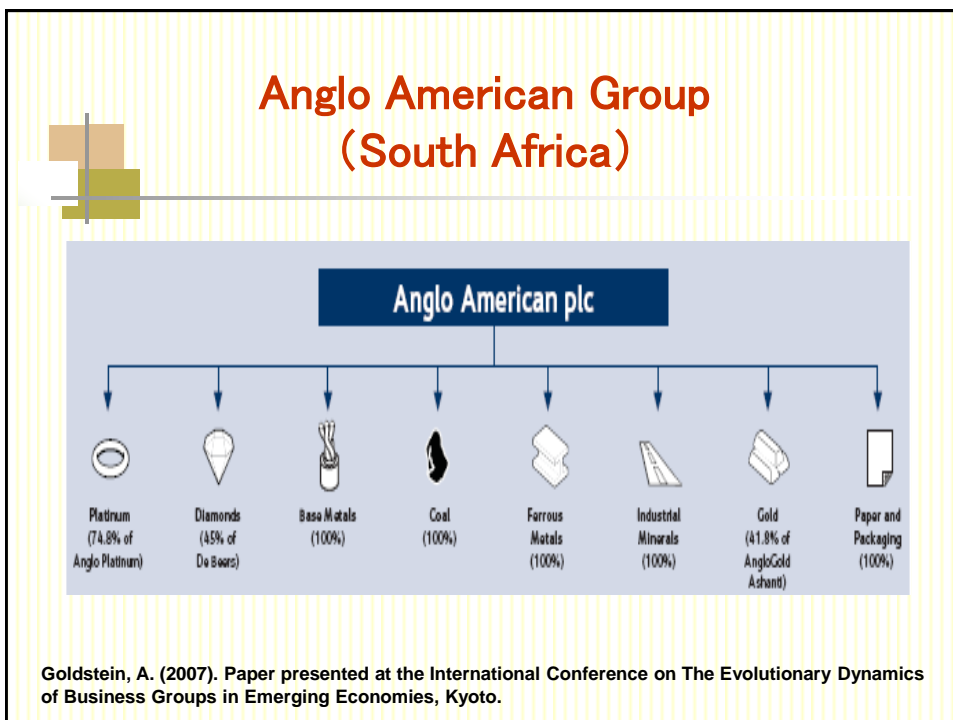 Anglo American Group
（South Africa）
Anglo American plc
Platinum
(74.8% of
Anglo Platinum)
Diamonds
(45% of
De Beers)
Base Metals
(100%)
Coal
(100%)
Ferrous
Metals
(100%)
Industrial
Minerals
(100%)
Gold
(41.8% of
AngloGold
Ashanti)
Paper and
Packaging
(100%)
Goldstein, A. (2007). Paper presented at the International Conference on The Evolutionary Dynamics
of Business Groups in Emerging Economies, Kyoto.